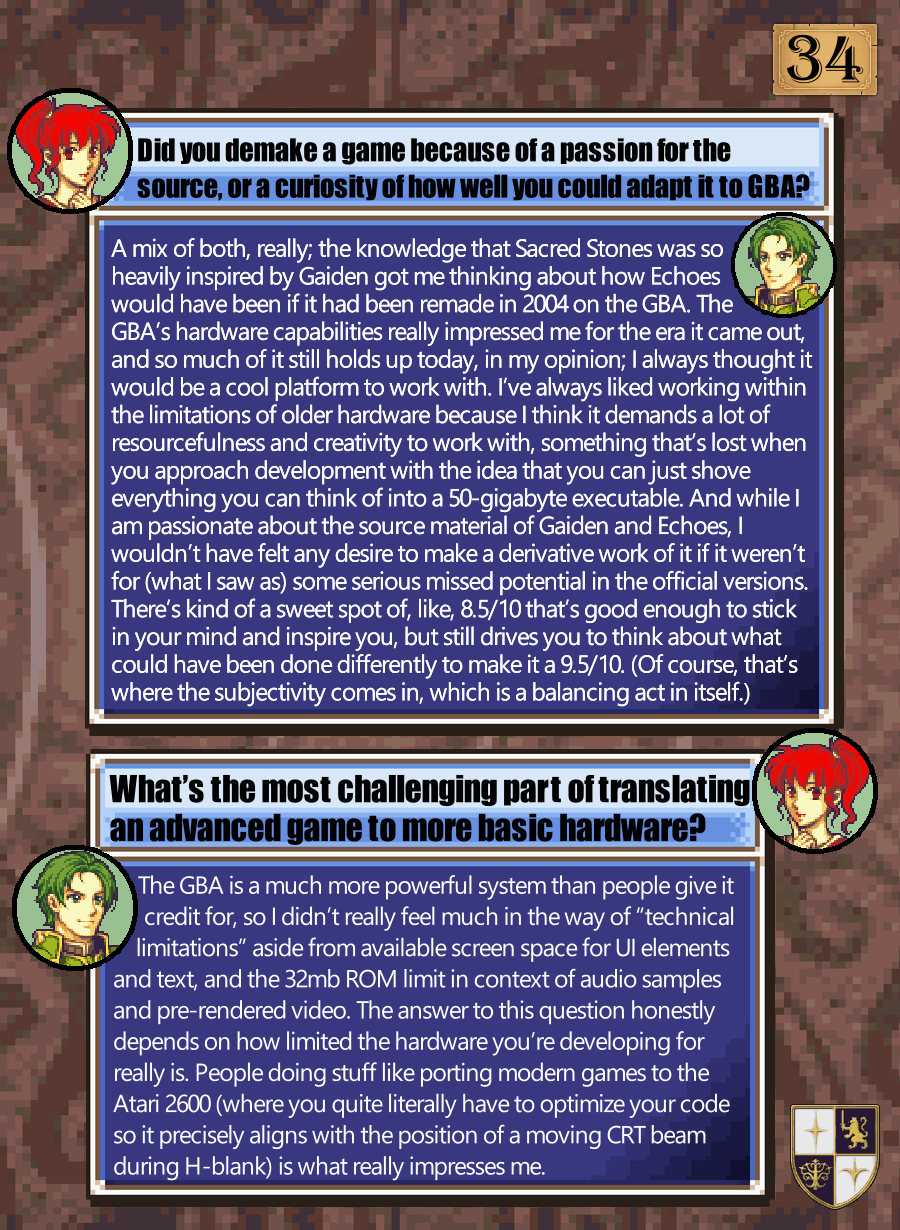 34
Did you demake a game because of a passion for the
source, or a curiosity of how well you could adapt it to GBA?
A mix of both, really; the knowledge that Sacred Stones was so
heavily inspired by Gaiden got me thinking about how Echoes
would have been if it had been remade in 2004 on the GBA. The
GBA's hardware capabilities really impressed me for the era it came out,
and so much of it still holds up today, in my opinion; I always thought it
would be a cool platform to work with. I've always liked working within
the limitations of older hardware because I think it demands a lot of
resourcefulness and creativity to work with, something that's lost when
you approach development with the idea that you can just shove
everything you can think of into a 50-gigabyte executable. And while I
am passionate about the source material of Gaiden and Echoes, I
wouldn't have felt any desire to make a derivative work of it if it weren't
for (what I saw as) some serious missed potential in the official versions.
There's kind of a sweet spot of, like, 8.5/10 that's good enough to stick
in your mind and inspire you, but still drives you to think about what
could have been done differently to make it a 9.5/10. (Of course, that's
where the subjectivity comes in, which is a balancing act in itself.)
What's the most challenging part of translating
an advanced game to more basic hardware?
The GBA is a much more powerful system than people give it
credit for, so I didn't really feel much in the way of "technical
limitations" aside from available screen space for UI elements
and text, and the 32mb ROM limit in context of audio samples
and pre-rendered video. The answer to this question honestly
depends on how limited the hardware you're developing for
really is. People doing stuff like porting modern games to the
Atari 2600 (where you quite literally have to optimize your code
so it precisely aligns with the position of a moving CRT beam
during H-blank) is what really impresses me.